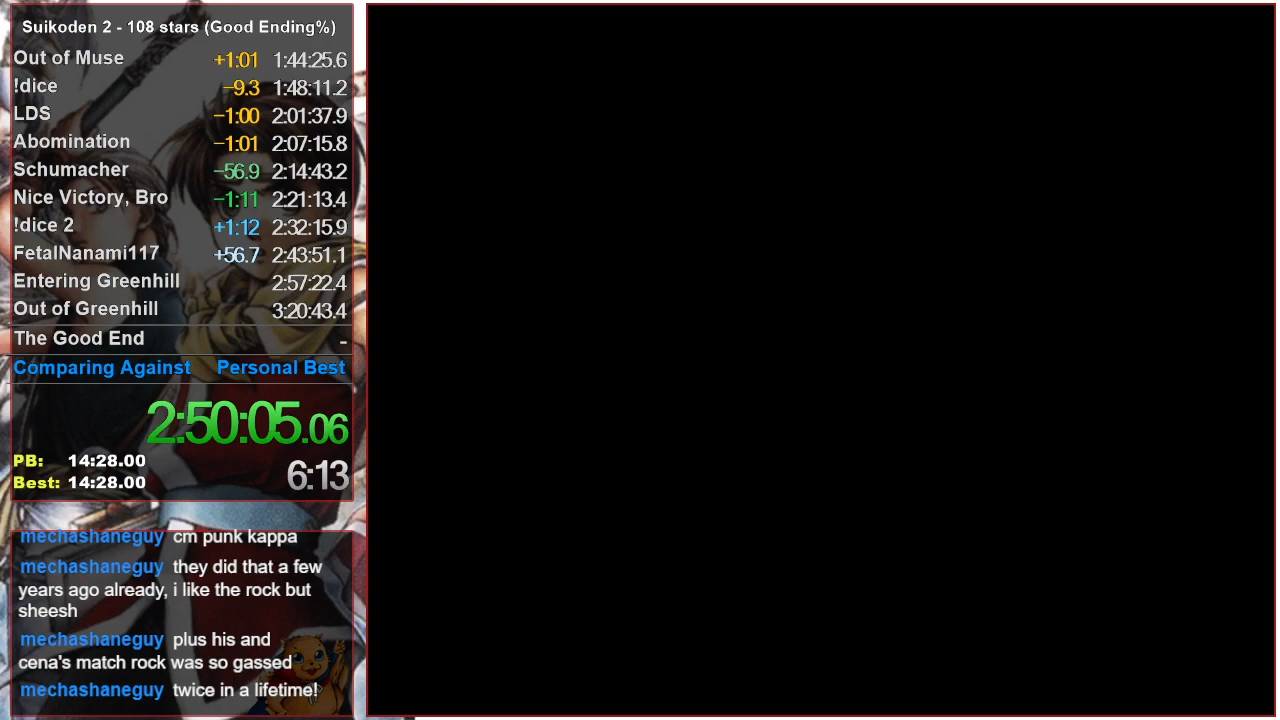 Suikoden 2 - 108 stars (Good Ending%)
Out of Muse +1:01 1:44:25.6
!dice −9.3 1:48:11.2
LDS −1:00 2:01:37.9
Abomination −1:01 2:07:15.8
Schumacher −56.9 2:14:43.2
Nice Victory, Bro −1:11 2:21:13.4
!dice 2 +1:12 2:32:15.9
FetalNanami117 +56.7 2:43:51.1
Entering Greenhill 2:57:22.4
Out of Greenhill 3:20:43.4
The Good End -
Comparing Against Personal Best
2:50:05.06
PB: 14:28.00
Best: 14:28.00
6:13
mechashaneguy cm punk kappa
mechashaneguy they did that a few
years ago already, i like the rock but
sheesh
mechashaneguy plus his and
cena's match rock was so gassed
mechashaneguy twice in a lifetime!